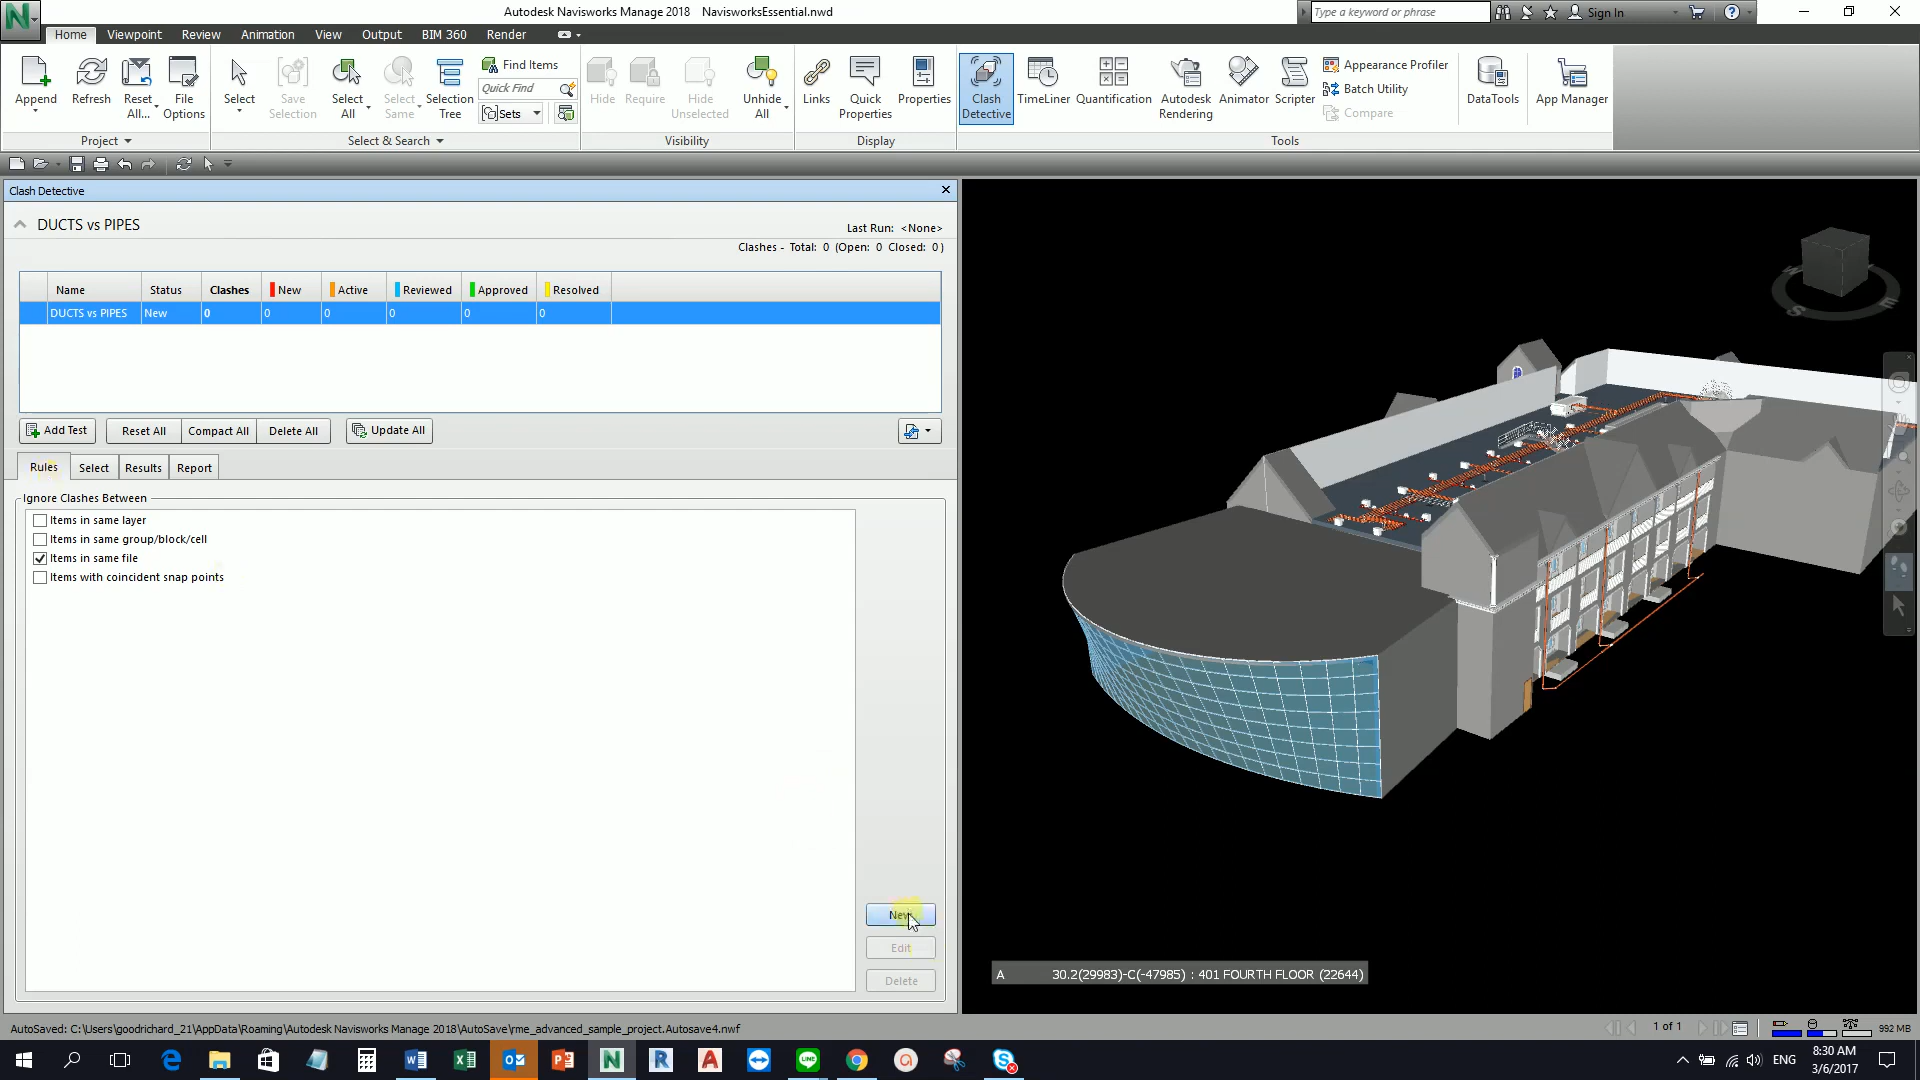 Autodesk Navisworks Manage 2018 NavisworksEssential.nwd
Type a keyword or phrase
Sign In
Home Viewpoint Review Animation View Output BIM 360 Render
Append
Refresh
Reset All...
File Options
Project
Select
Save Selection
Select All
Select Same
Selection Tree
Find Items
Quick Find
Sets
Select & Search
Hide
Require
Hide Unselected
Unhide All
Visibility
Links
Quick Properties
Properties
Display
Clash Detective
TimeLiner
Quantification
Autodesk Rendering
Animator
Scripter
Appearance Profiler
Batch Utility
Compare
Tools
DataTools
App Manager
Clash Detective
DUCTS vs PIPES
Last Run: <None>
Clashes - Total: 0 (Open: 0 Closed: 0 )
Name Status Clashes New Active Reviewed Approved Resolved
DUCTS vs PIPES New 0 0 0 0 0 0
Add Test Reset All Compact All Delete All Update All
Rules Select Results Report
Ignore Clashes Between
Items in same layer
Items in same group/block/cell
Items in same file
Items with coincident snap points
New
Edit
Delete
W
S
E
A 30.2(29983)-C(-47985) : 401 FOURTH FLOOR (22644)
AutoSaved: C:\Users\goodrichard_21\AppData\Roaming\Autodesk Navisworks Manage 2018\AutoSave\rme_advanced_sample_project.Autosave4.nwf
1 of 1
992 MB
ENG
8:30 AM
3/6/2017